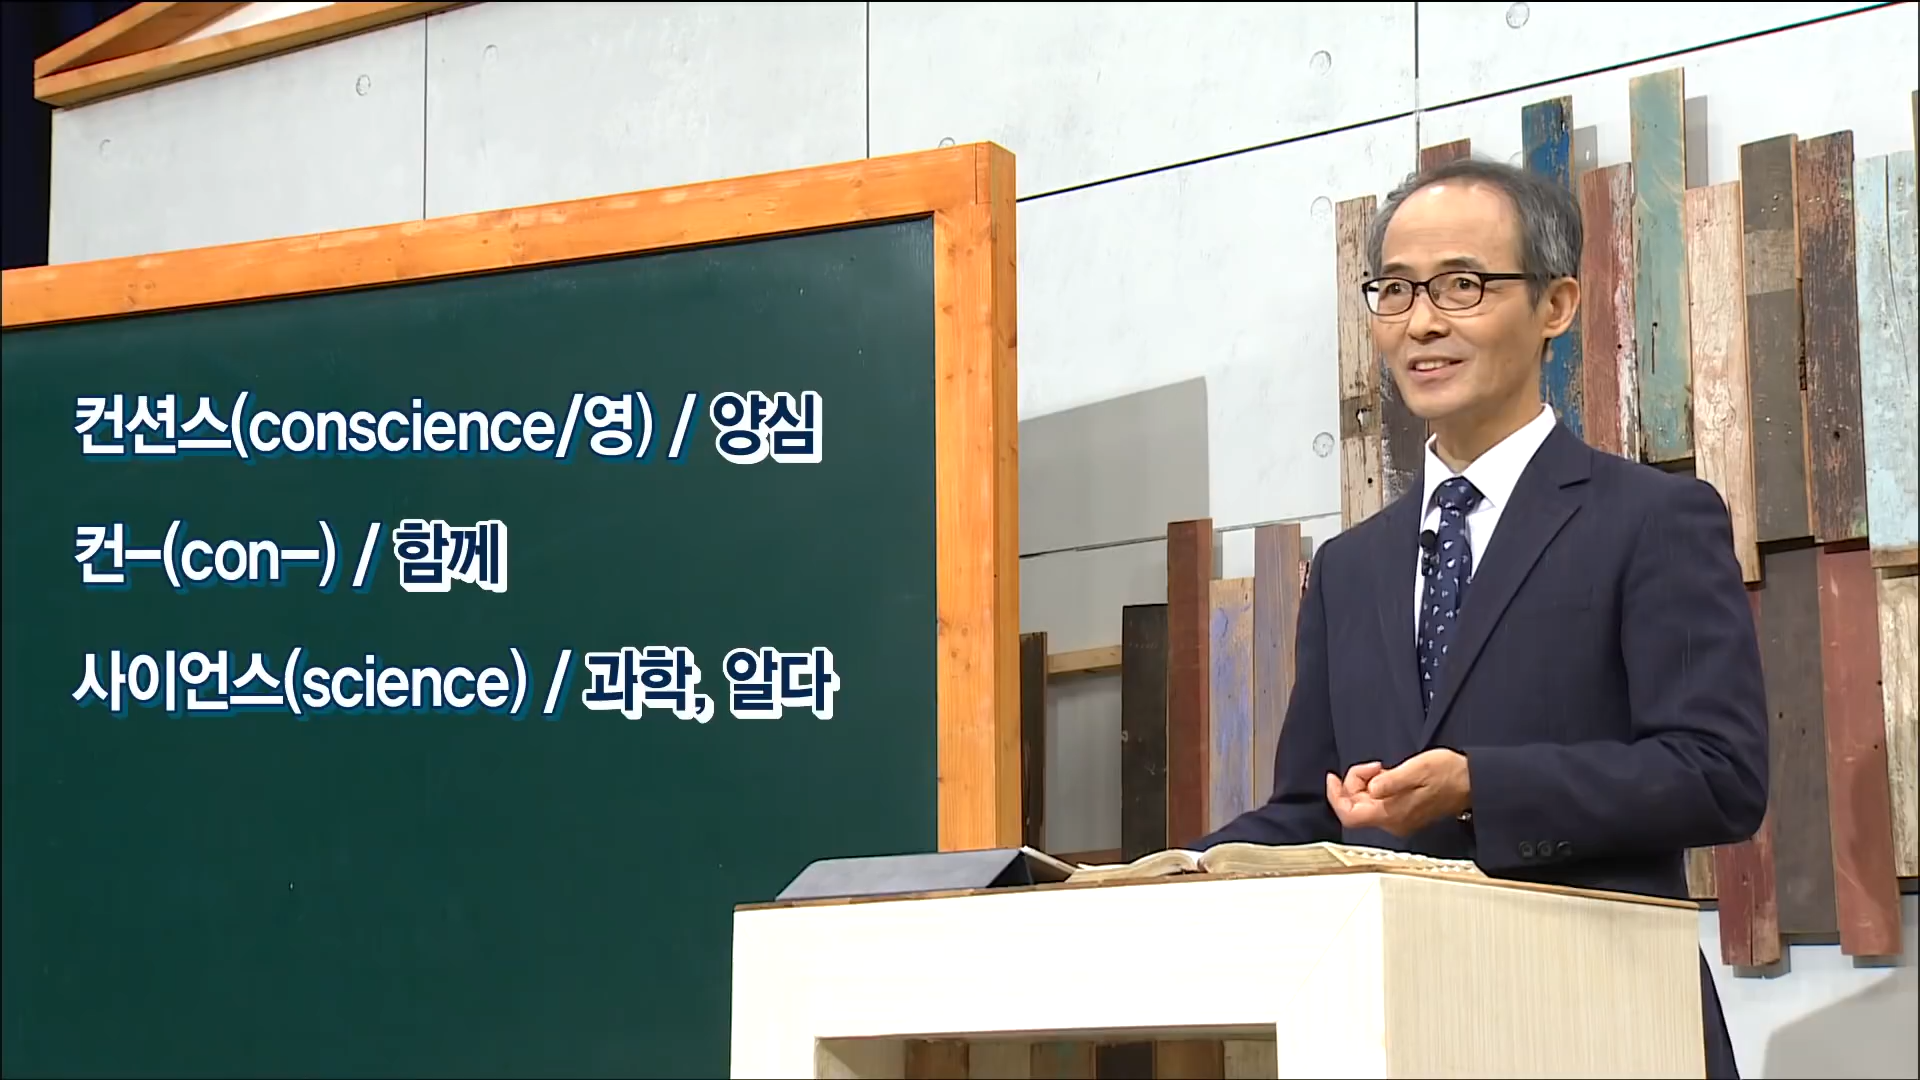 컨션스(conscience/영) / 양심
컨-(con-) / 함께
사이언스(science) / 과학, 알다